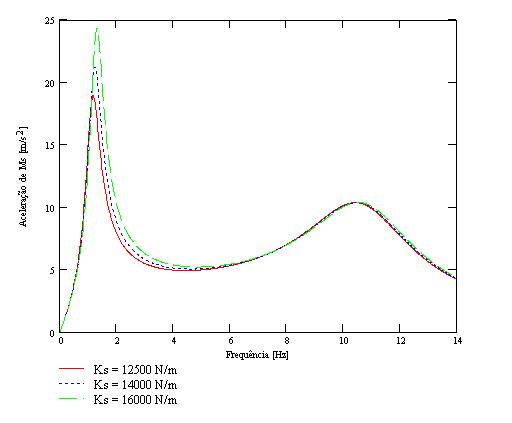 25
20
15
10
5
0
Aceleração de Ms [m/s²]
0 2 4 6 8 10 12 14
Frequência [Hz]
Ks = 12500 N/m
Ks = 14000 N/m
Ks = 16000 N/m